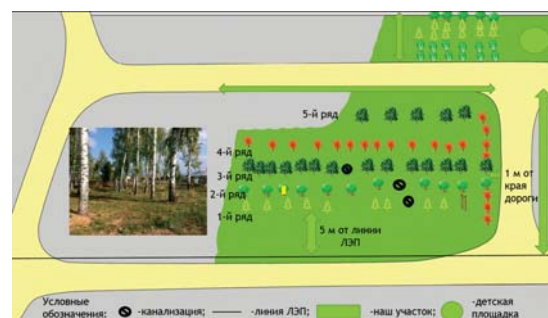 5-й ряд
4-й ряд
3-й ряд
2-й ряд
1-й ряд
1 м от
края
дороги
5 м от линии
ЛЭП
Условные
обозначения:
-канализация;
-линия ЛЭП;
-наш участок;
-детская
площадка